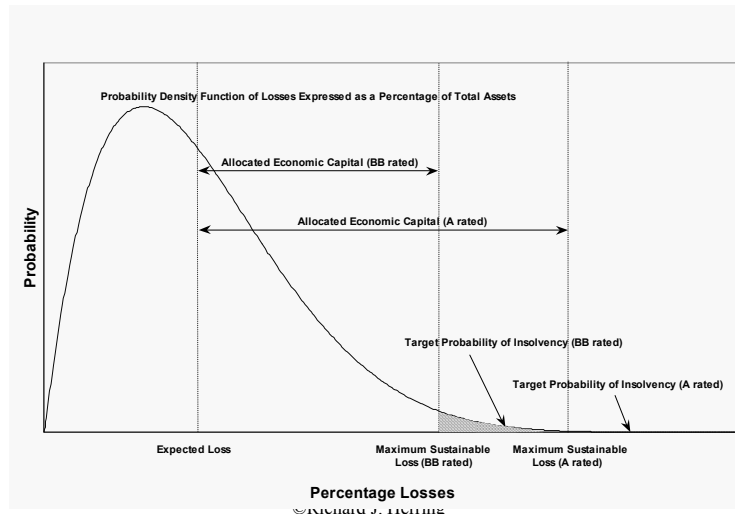 Probability Density Function of Losses Expressed as a Percentage of Total Assets
Allocated Economic Capital (BB rated)
Allocated Economic Capital (A rated)
Probability
Target Probability of Insolvency (BB rated)
Target Probability of Insolvency (A rated)
Expected Loss
Maximum Sustainable
Loss (BB rated)
Maximum Sustainable
Loss (A rated)
Percentage Losses
©Richard J. Herring